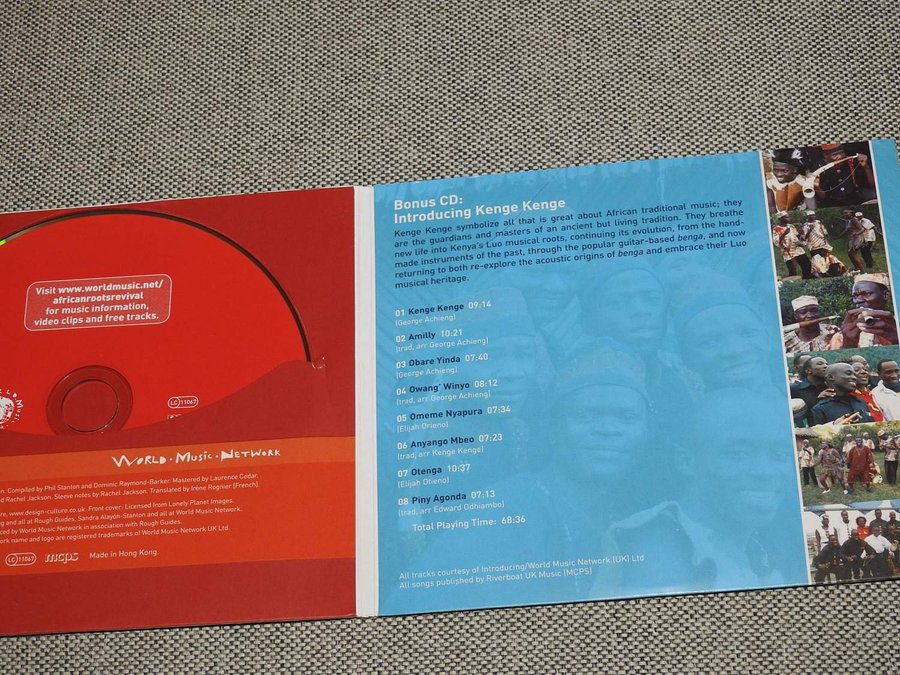 Visit www.worldmusic.net/
africanrootsrevival
for music information,
video clips and free tracks.
LC 11067
WORLD • MUSIC • NETWORK
Compiled by Phil Stanton and Dominic Raymond-Barker. Mastered by Laurence Cedar.
Rachel Jackson. Sleeve notes by Rachel Jackson. Translated by Irène Rognier [French].
www.design-culture.co.uk. Front cover: Licensed from Lonely Planet Images.
and all at Rough Guides, Sandra Alayón-Stanton and all at World Music Network.
by World Music Network in association with Rough Guides.
name and logo are registered trademarks of World Music Network UK Ltd.
LC 11067 mcps Made in Hong Kong.
Bonus CD:
Introducing Kenge Kenge
Kenge Kenge symbolize all that is great about African traditional music; they
are the guardians and masters of an ancient but living tradition. They breathe
new life into Kenya's Luo musical roots, continuing its evolution, from the hand-
made instruments of the past, through the popular guitar-based benga, and now
returning to both re-explore the acoustic origins of benga and embrace their Luo
musical heritage.
01 Kenge Kenge 09:14
[George Achieng]
02 Amilly 10:21
[trad, arr George Achieng]
03 Obare Yinda 07:40
[George Achieng]
04 Owang' Winyo 08:12
[trad, arr George Achieng]
05 Omeme Nyapura 07:34
[Elijah Orieno]
06 Anyango Mbeo 07:23
[trad, arr Kenge Kenge]
07 Otenga 10:37
[Elijah Otieno]
08 Piny Agonda 07:13
[trad, arr Edward Odhiambo]
Total Playing Time: 68:36
All tracks courtesy of Introducing/World Music Network (UK) Ltd
All songs published by Riverboat UK Music [MCPS]